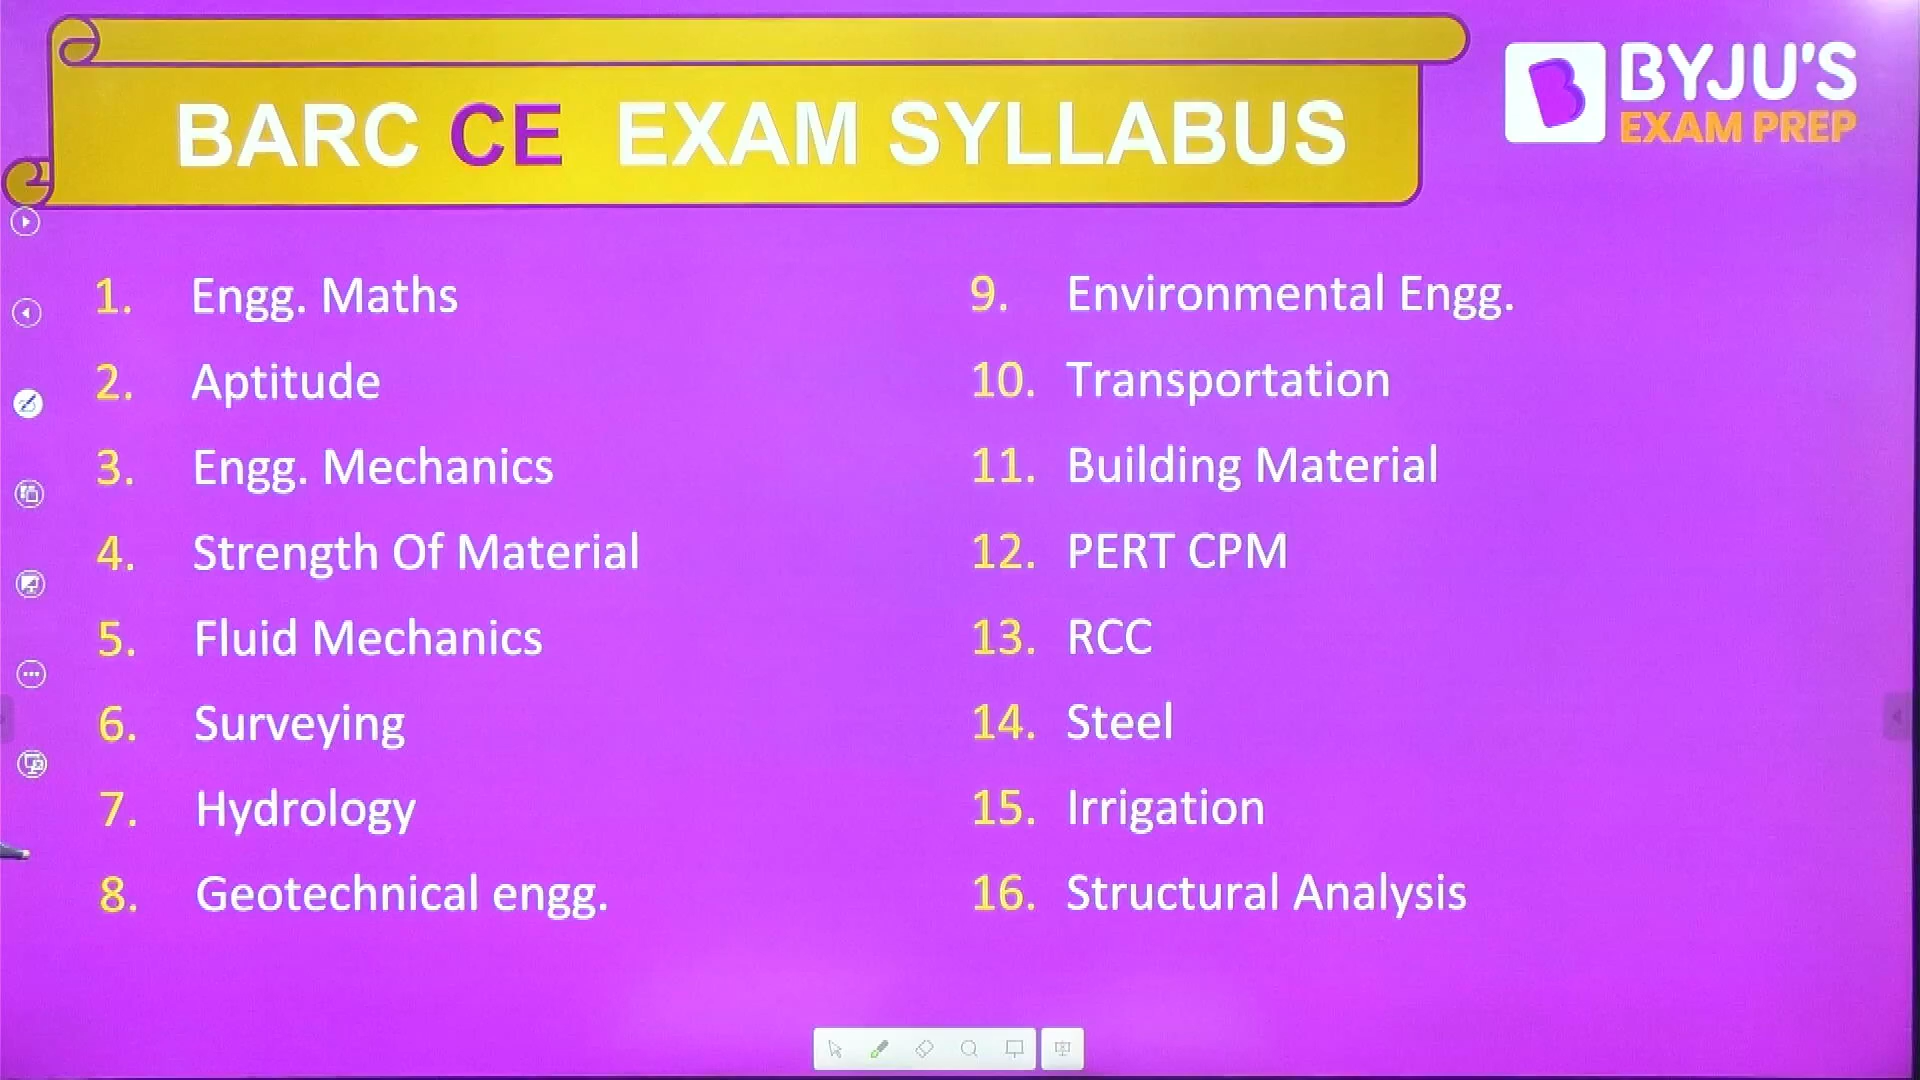 BARC CE EXAM SYLLABUS
BYJU'S
EXAM PREP
1. Engg. Maths
2. Aptitude
3. Engg. Mechanics
4. Strength Of Material
5. Fluid Mechanics
6. Surveying
7. Hydrology
8. Geotechnical engg.
9. Environmental Engg.
10. Transportation
11. Building Material
12. PERT CPM
13. RCC
14. Steel
15. Irrigation
16. Structural Analysis